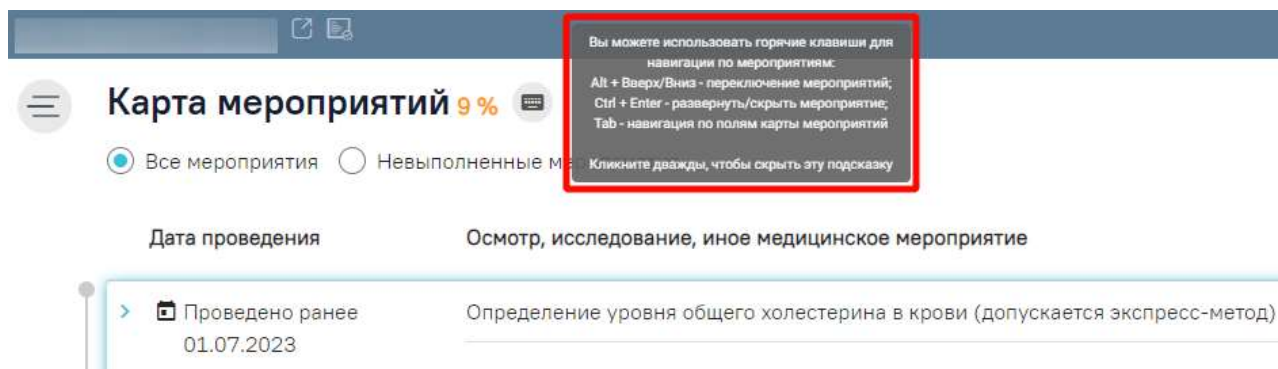 Вы можете использовать горячие клавиши для
навигации по мероприятиям:
Alt + Вверх/Вниз - переключение мероприятий;
Ctrl + Enter - развернуть/скрыть мероприятие;
Tab - навигация по полям карты мероприятий
Кликните дважды, чтобы скрыть эту подсказку
Карта мероприятий 9 %
Все мероприятия Невыполненные м
Дата проведения Осмотр, исследование, иное медицинское мероприятие
Проведено ранее Определение уровня общего холестерина в крови (допускается экспресс-метод)
01.07.2023